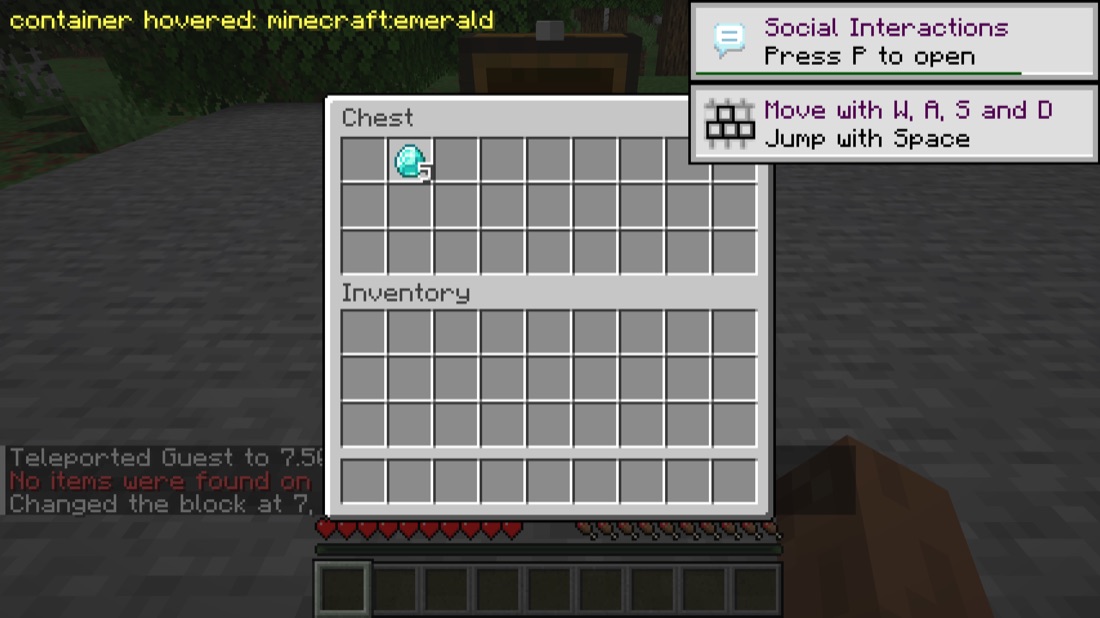 container hovered: minecraft:emerald
Social Interactions
Press P to open
Move with W, A, S and D
Jump with Space
Chest
5
Inventory
Teleported Guest to 7.5
No items were found on
Changed the block at 7,